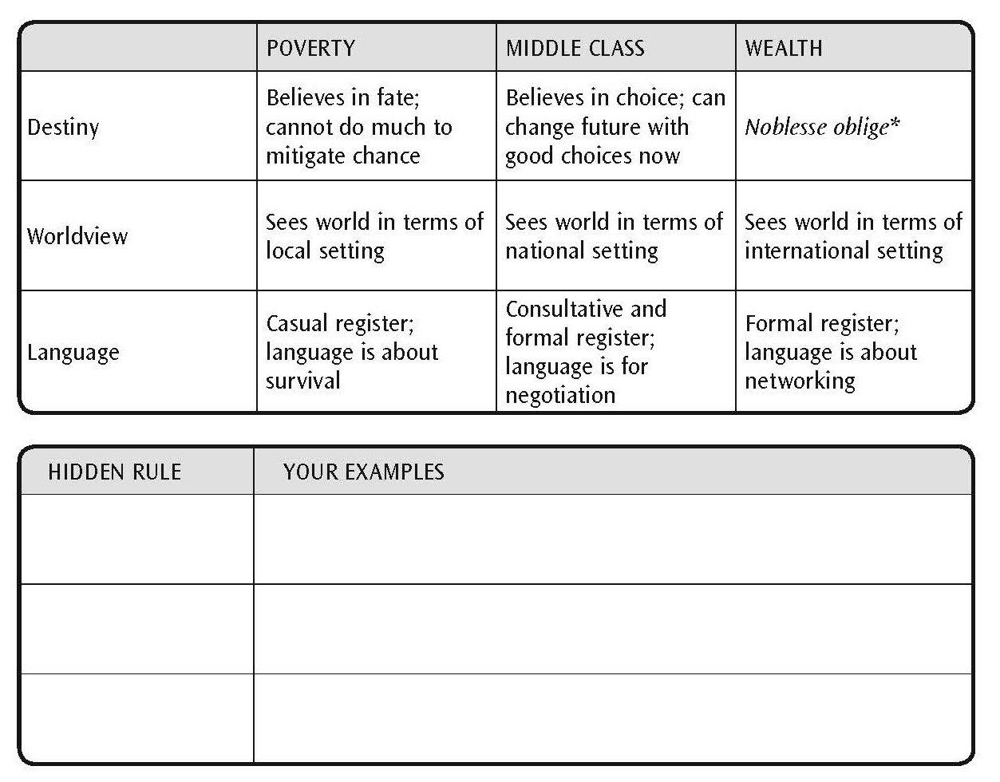 POVERTY
MIDDLE CLASS
WEALTH
Destiny
Believes in fate;
cannot do much to
mitigate chance
Believes in choice; can
change future with
good choices now
Noblesse oblige*
Worldview
Sees world in terms of
local setting
Sees world in terms of
national setting
Sees world in terms of
international setting
Language
Casual register;
language is about
survival
Consultative and
formal register;
language is for
negotiation
Formal register;
language is about
networking
HIDDEN RULE
YOUR EXAMPLES